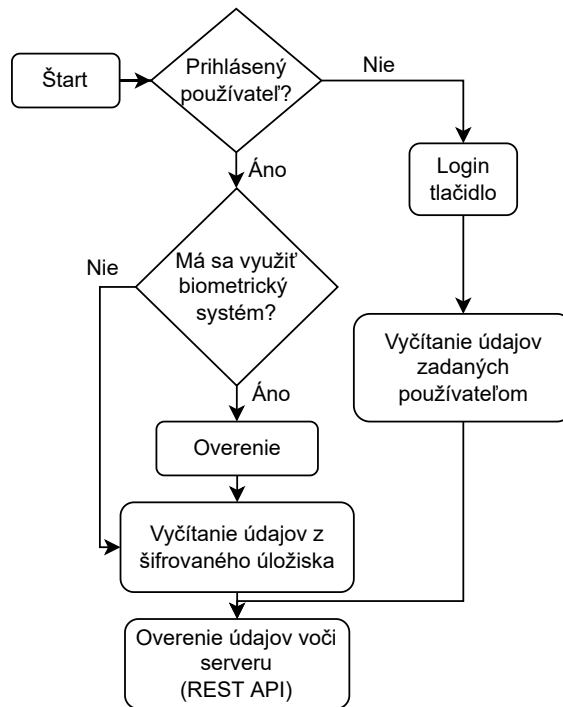 Štart
Prihlásený
používateľ?
Nie
Áno
Login
tlačidlo
Nie
Má sa využiť
biometrický
systém?
Áno
Vyčítanie údajov
zadaných
používateľom
Overenie
Vyčítanie údajov z
šifrovaného úložiska
Overenie údajov voči
serveru
(REST API)